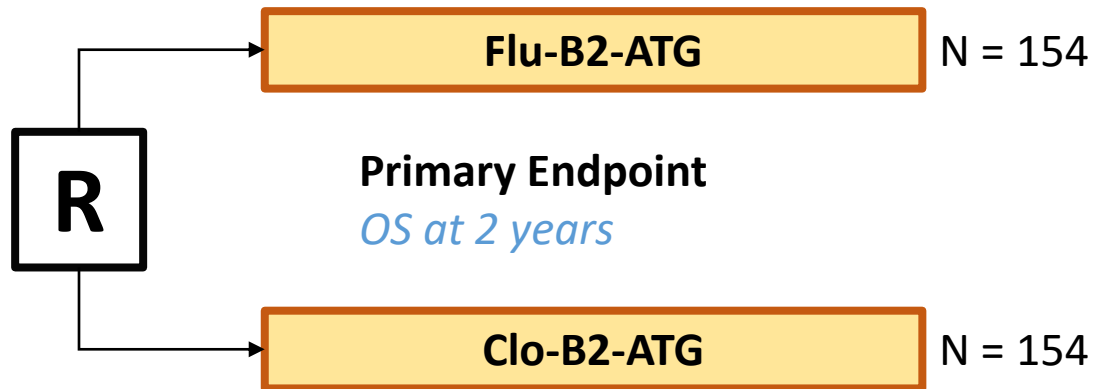 Flu-B2-ATG
N = 154
R
Primary Endpoint
OS at 2 years
Clo-B2-ATG
N = 154